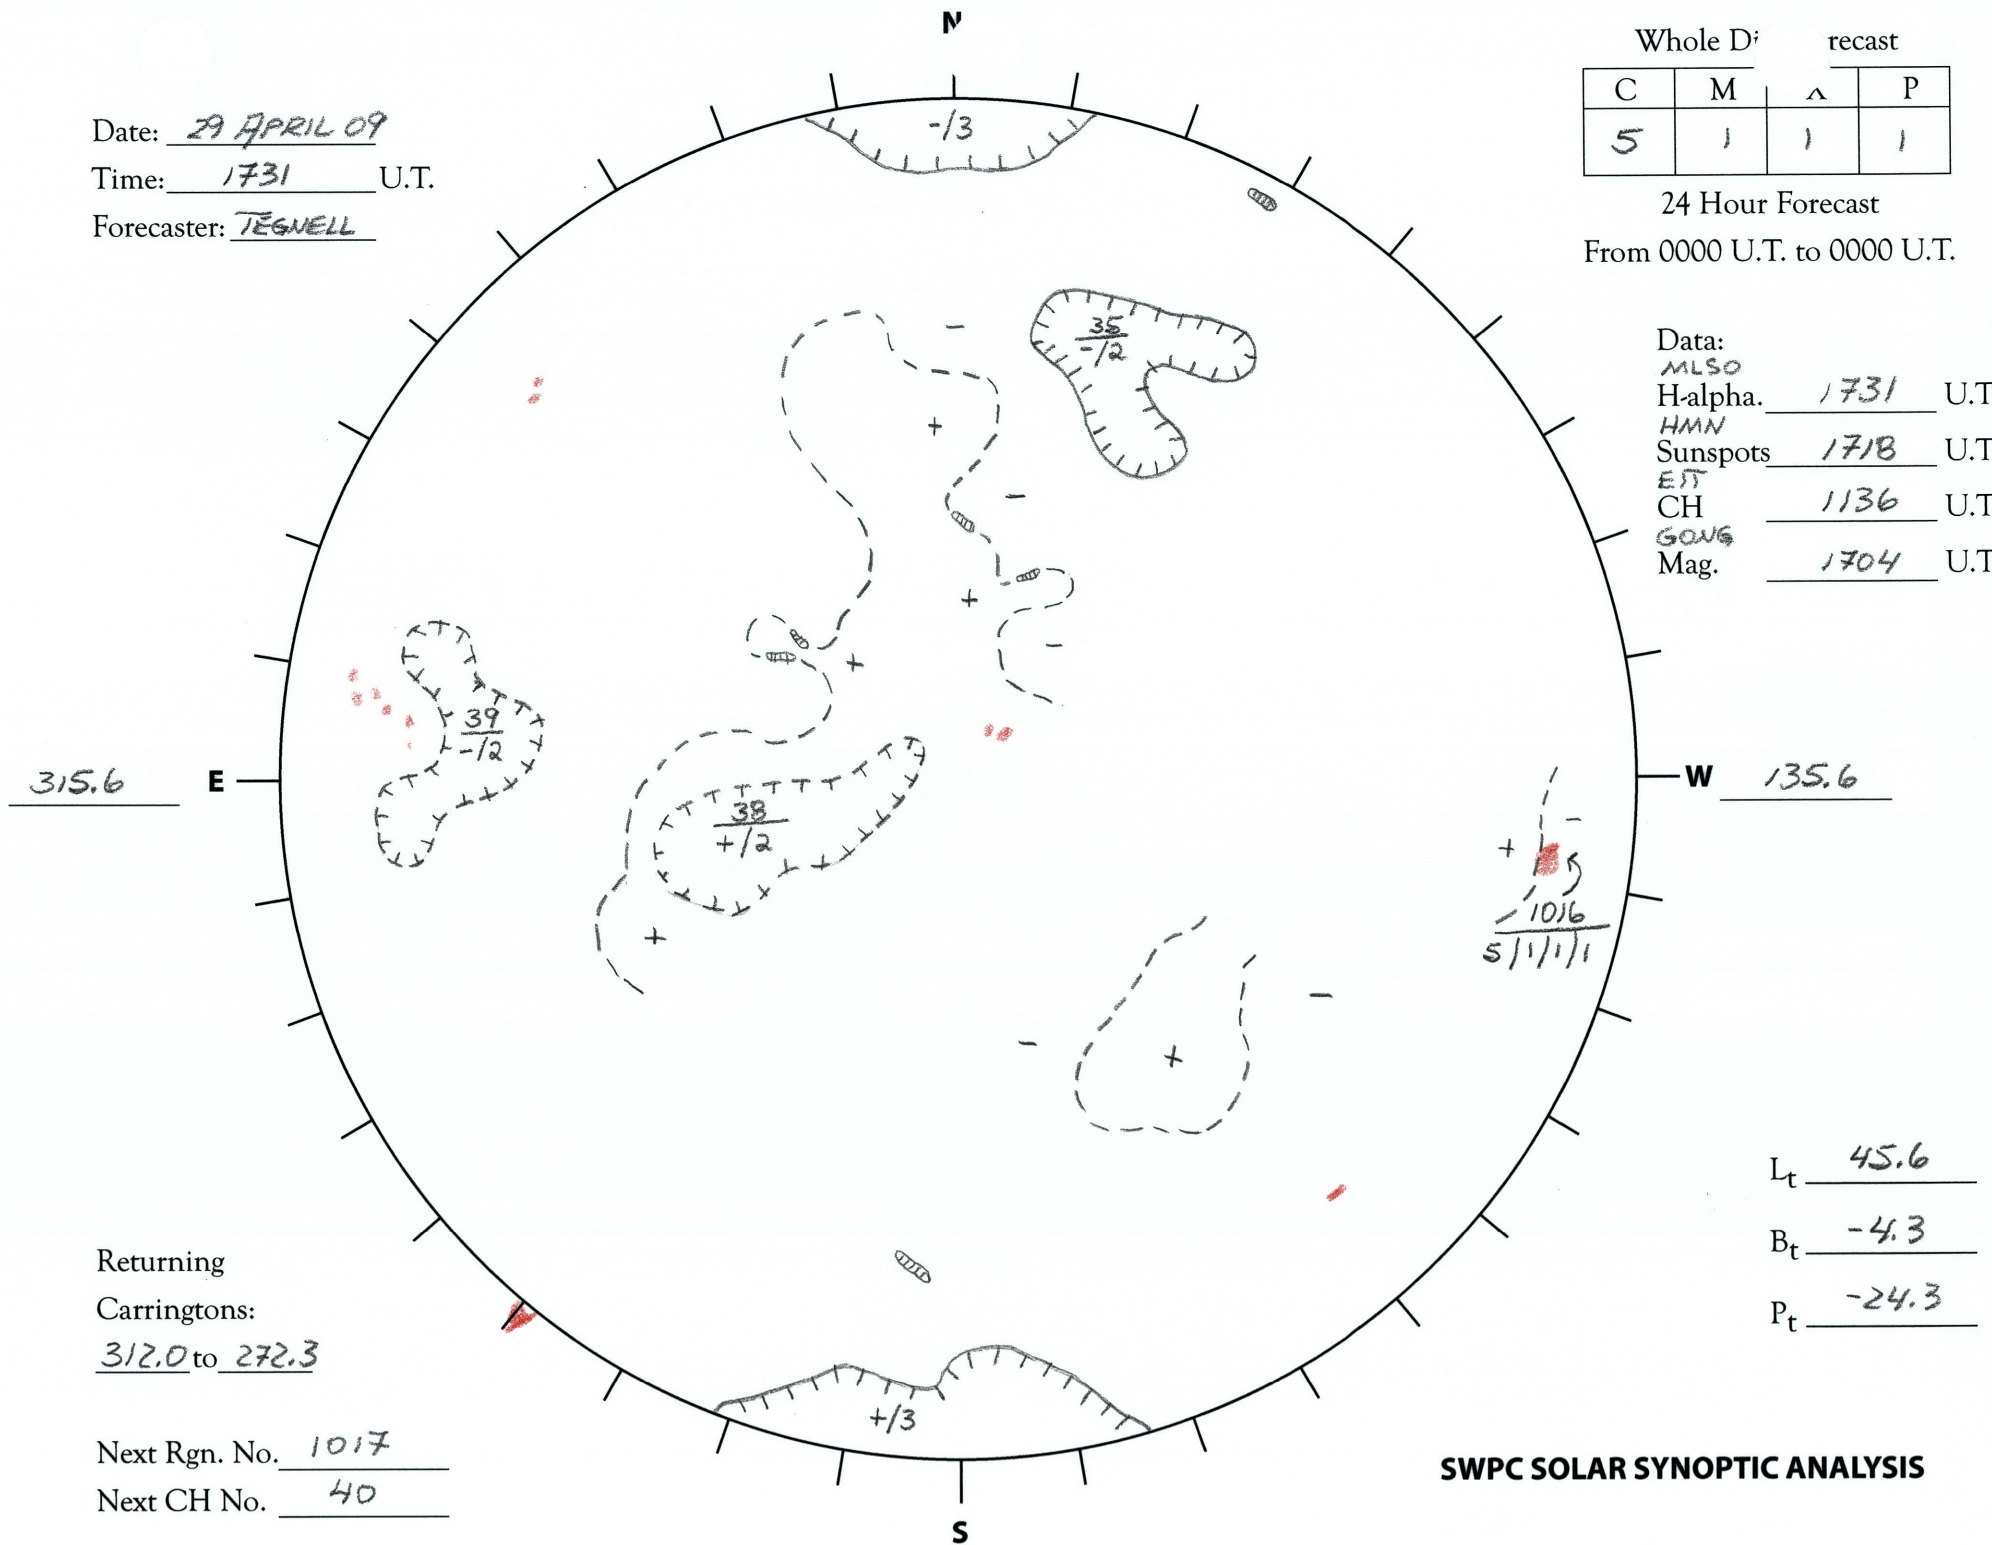 N
Whole Di recast
C M ^ P
5 1 1 1
24 Hour Forecast
From 0000 U.T. to 0000 U.T.
Date: 29 APRIL 09
Time: 1731 U.T.
Forecaster: TEGNELL
-/3
35
-/2
-
+
-
+
-
+
Data:
MLSO
H-alpha. 1731 U.T
HMN
Sunspots 1718 U.T
EIT
CH 1136 U.T
GONG
Mag. 1704 U.T
39
-/2
38
+/2
315.6 E
W 135.6
-
+
1016
5/1/1/1
+
-
-
+
Lt 45.6
Bt -4.3
Pt -24.3
Returning
Carringtons:
312.0 to 272.3
+/3
Next Rgn. No. 1017
Next CH No. 40
SWPC SOLAR SYNOPTIC ANALYSIS
S